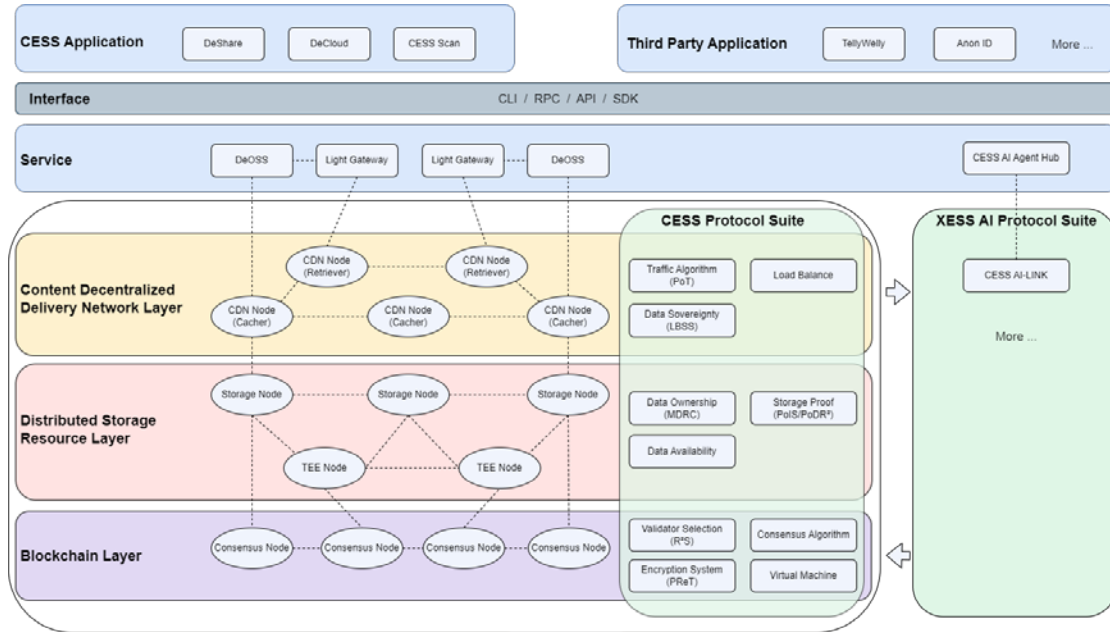 CESS Application
DeShare
DeCloud
CESS Scan
Third Party Application
TellyWelly
Anon ID
More ...
Interface
CLI / RPC / API / SDK
Service
DeOSS
Light Gateway
Light Gateway
DeOSS
CESS AI Agent Hub
CESS Protocol Suite
XESS AI Protocol Suite
Content Decentralized
Delivery Network Layer
CDN Node
(Retriever)
CDN Node
(Retriever)
CDN Node
(Cacher)
CDN Node
(Cacher)
CDN Node
(Cacher)
Traffic Algorithm
(PoT)
Load Balance
Data Sovereignty
(LBSS)
CESS AI-LINK
More ...
Distributed Storage
Resource Layer
Storage Node
Storage Node
Storage Node
TEE Node
TEE Node
Data Ownership
(MDRC)
Storage Proof
(PoIS/PoDR²)
Data Availability
Blockchain Layer
Consensus Node
Consensus Node
Consensus Node
Consensus Node
Validator Selection
(R²S)
Consensus Algorithm
Encryption System
(PReT)
Virtual Machine